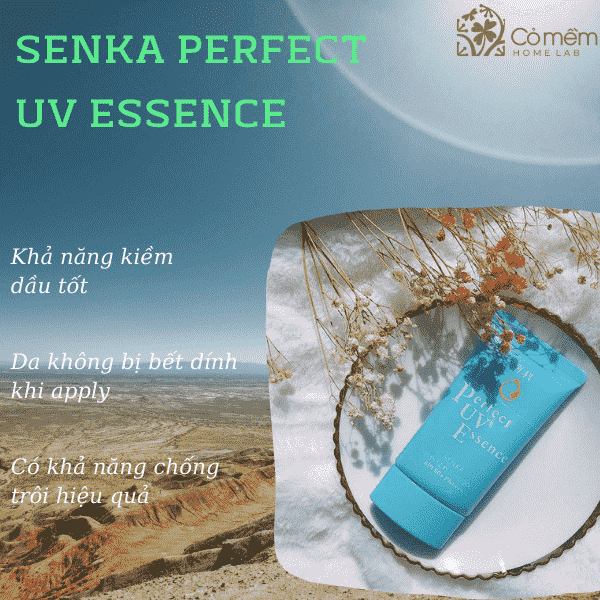 SENKA PERFECT
UV ESSENCE
Cỏ mềm
HOME LAB
Khả năng kiềm
dầu tốt
Da không bị bết dính
khi apply
Có khả năng chống
trôi hiệu quả
Perfect
UV
Essence